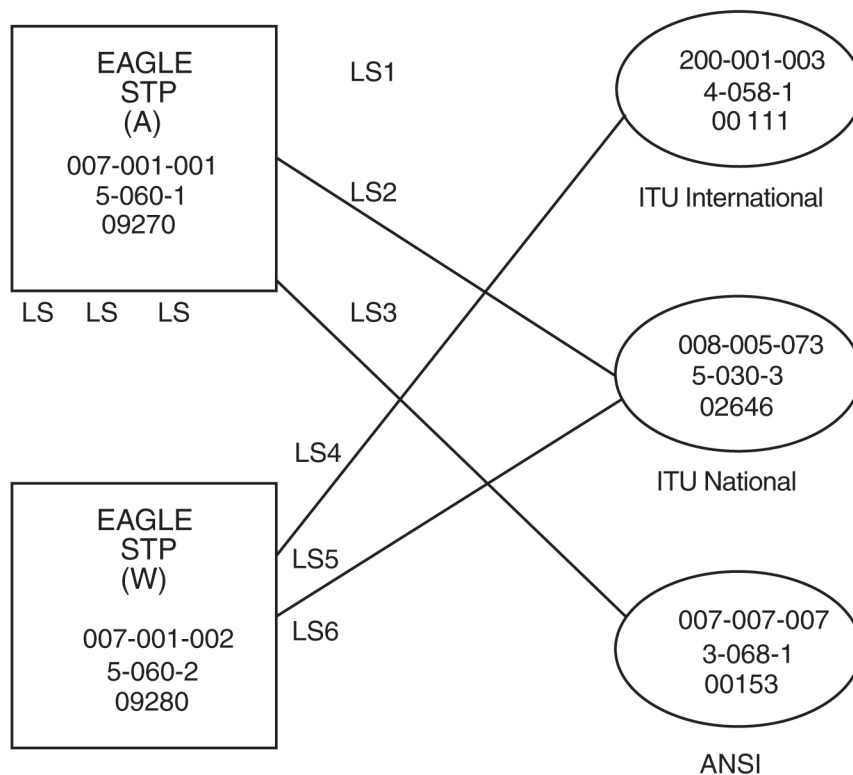 EAGLE
STP
(A)
007-001-001
5-060-1
09270
LS LS LS
LS1
LS2
LS3
200-001-003
4-058-1
00 111
ITU International
008-005-073
5-030-3
02646
ITU National
EAGLE
STP
(W)
007-001-002
5-060-2
09280
LS4
LS5
LS6
007-007-007
3-068-1
00153
ANSI